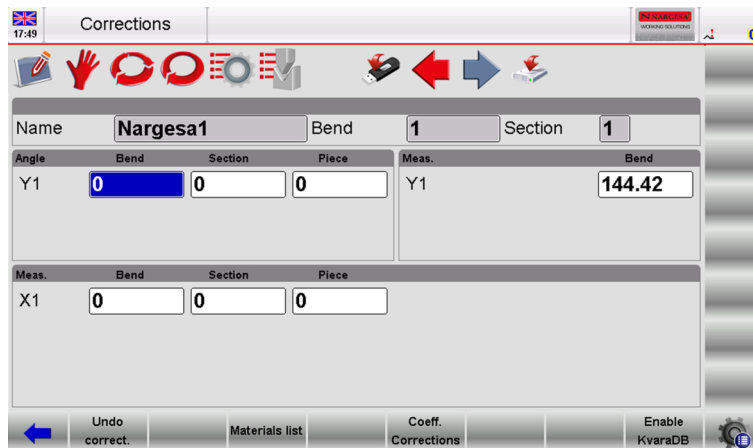 17:49
Corrections
N NARGESA
WORKING SOLUTIONS
Name Nargesa1 Bend 1 Section 1
Angle Bend Section Piece
Y1 0 0 0
Meas. Bend
Y1 144.42
Meas. Bend Section Piece
X1 0 0 0
Undo correct.
Materials list
Coeff. Corrections
Enable KvaraDB